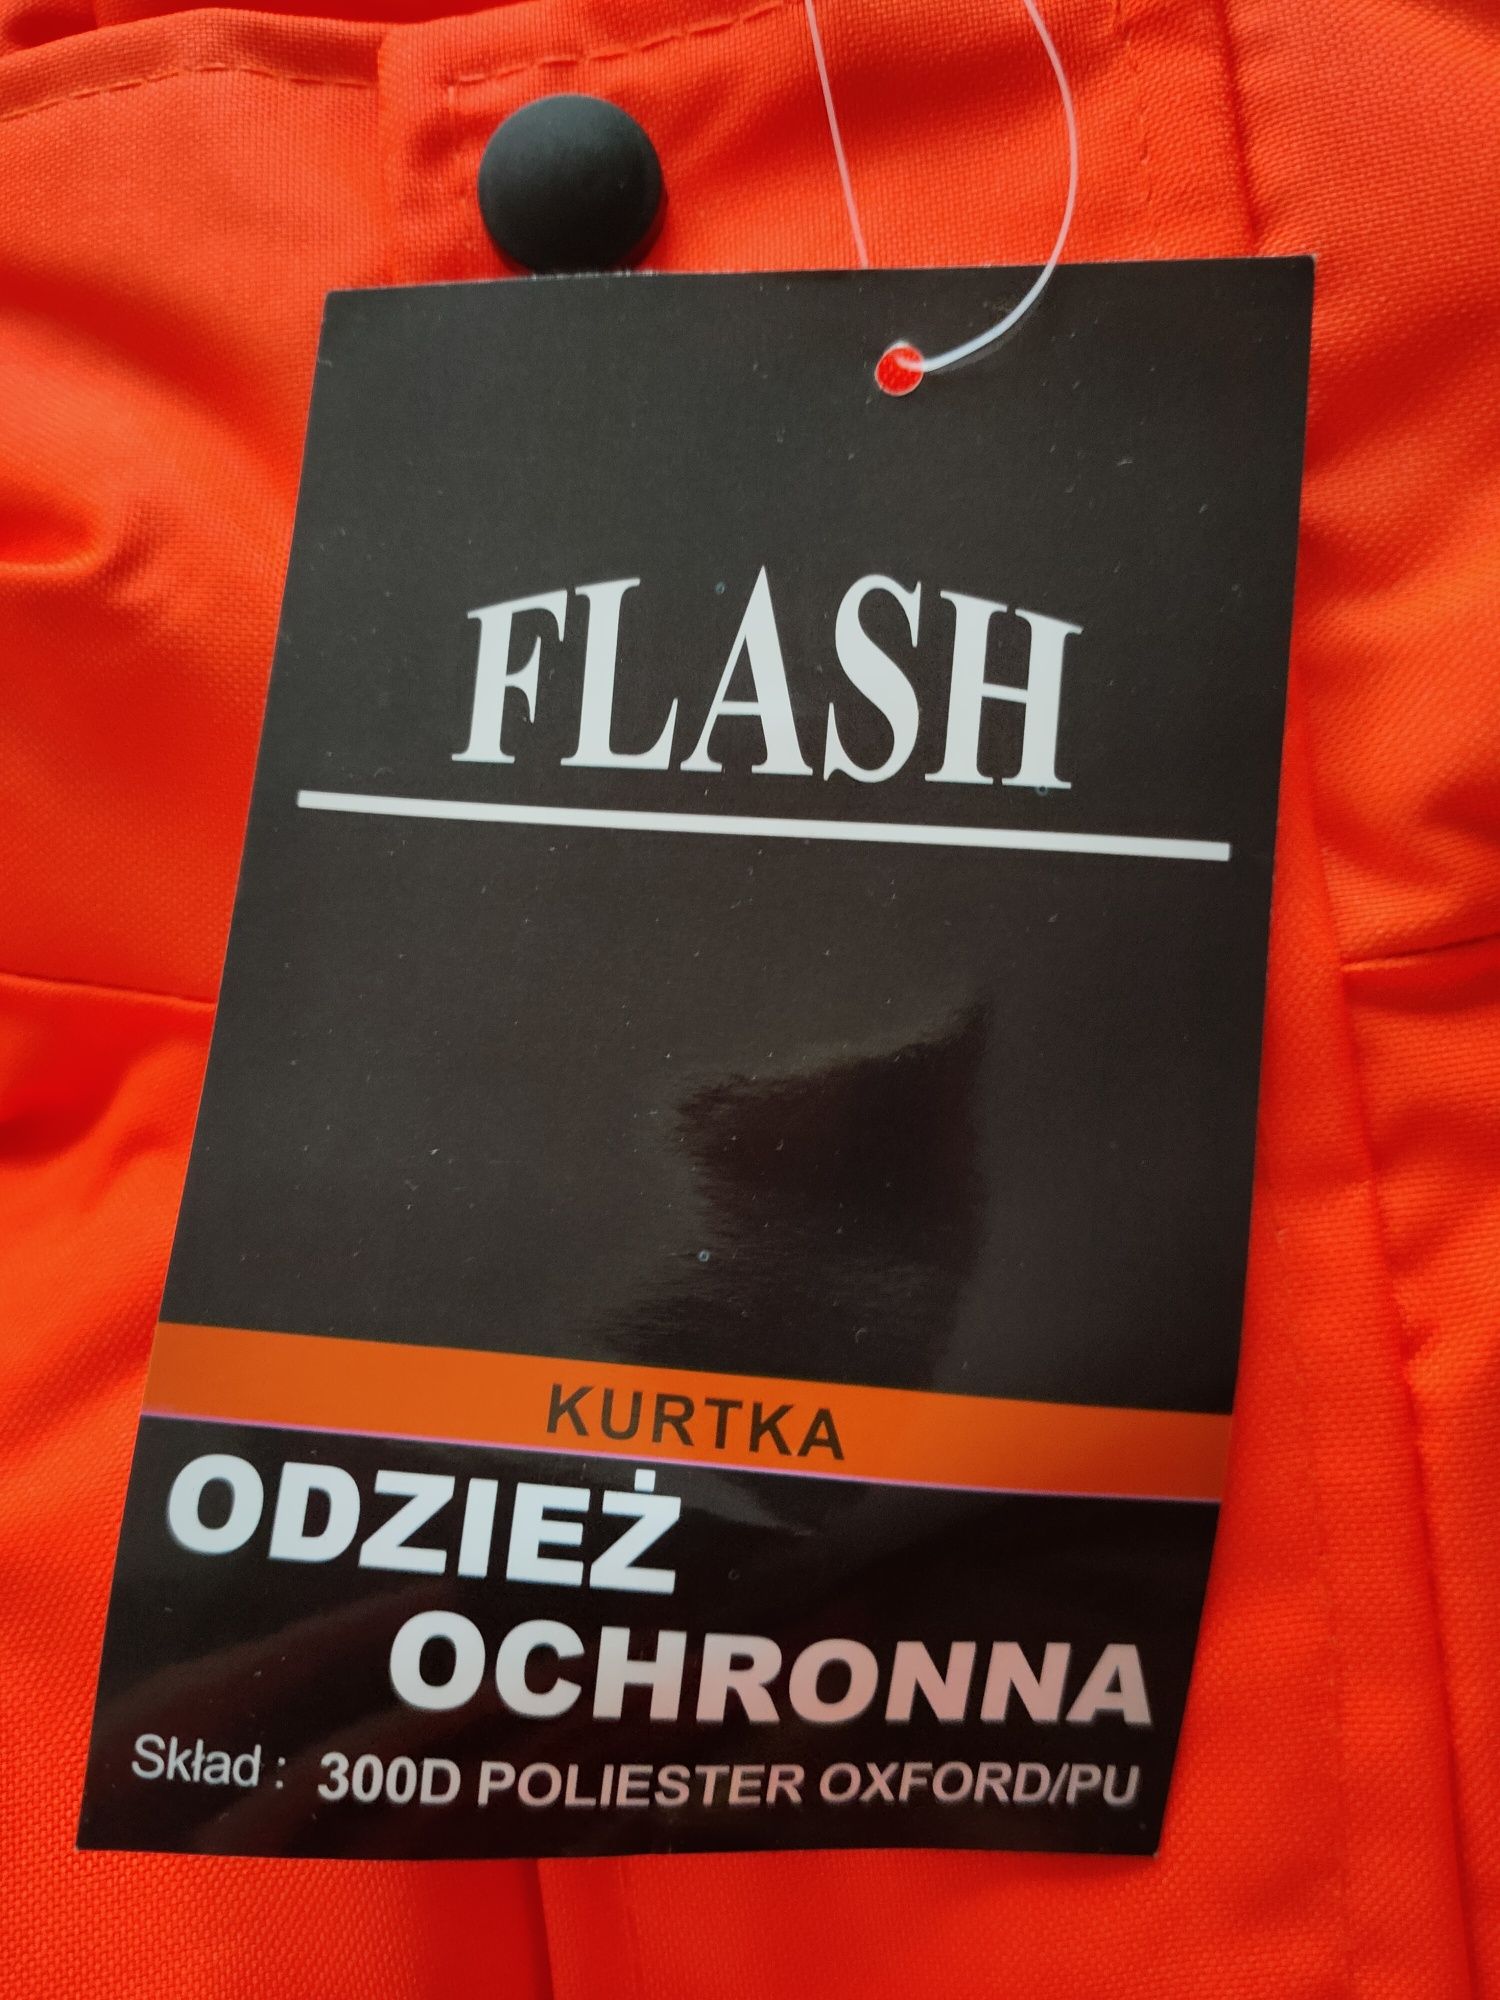 FLASH
KURTKA
ODZIEŻ
OCHRONNA
Skład : 300D POLIESTER OXFORD/PU